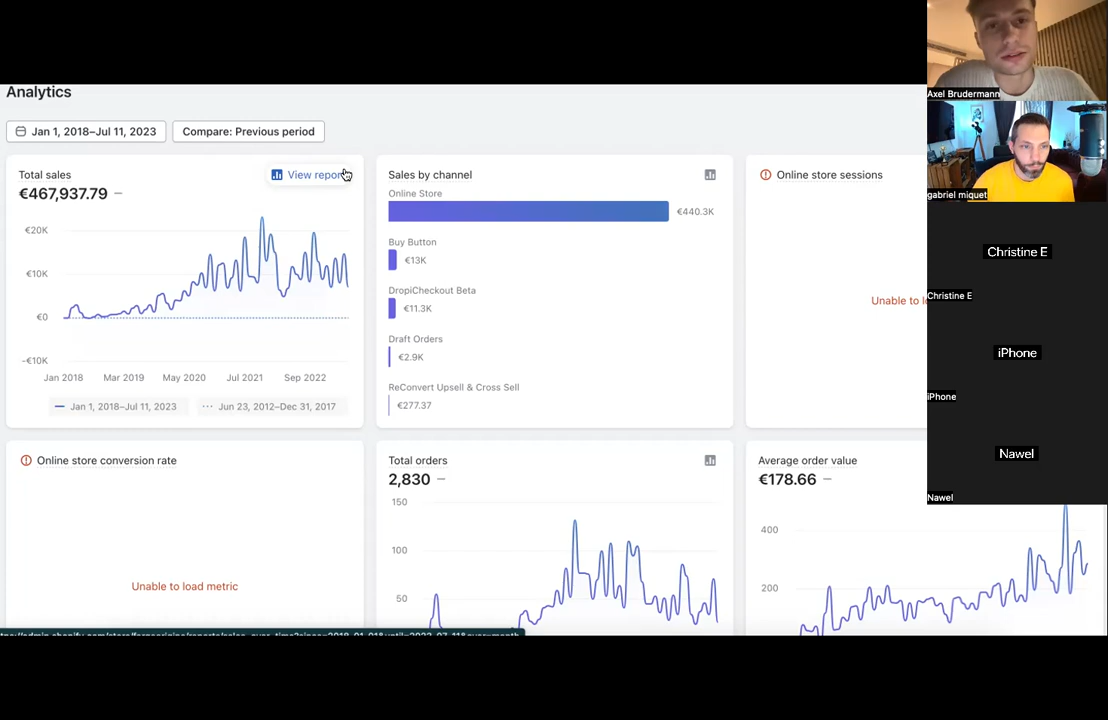 Analytics
Jan 1, 2018–Jul 11, 2023
Compare: Previous period
Total sales
View report
€467,937.79 –
€20K
€10K
€0
-€10K
Jan 2018 Mar 2019 May 2020 Jul 2021 Sep 2022
Jan 1, 2018–Jul 11, 2023
Jun 23, 2012–Dec 31, 2017
Sales by channel
Online Store
€440.3K
Buy Button
€13K
DropiCheckout Beta
€11.3K
Draft Orders
€2.9K
ReConvert Upsell & Cross Sell
€277.37
Online store sessions
Unable to
Online store conversion rate
Unable to load metric
Total orders
2,830 –
150
100
50
Average order value
€178.66 –
400
200
Axel Brudermann
gabriel miquet
Christine E
Christine E
iPhone
iPhone
Nawel
Nawel